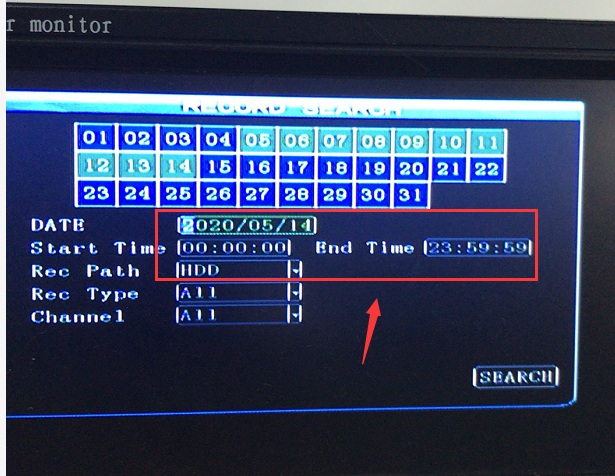 r monitor
RECORD SEARCH
01 02 03 04 05 06 07 08 09 10 11
12 13 14 15 16 17 18 19 20 21 22
23 24 25 26 27 28 29 30 31
DATE 2020/05/14
Start Time 00:00:00 End Time 23:59:59
Rec Path HDD
Rec Type All
Channel All
SEARCH